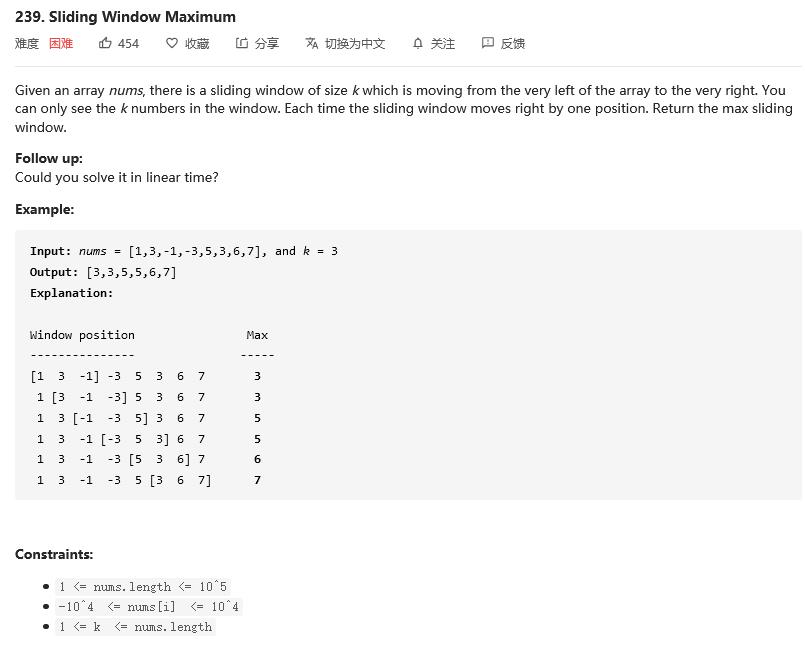 239. Sliding Window Maximum
难度 困难 454 收藏 分享 切换为中文 关注 反馈
Given an array nums, there is a sliding window of size k which is moving from the very left of the array to the very right. You
can only see the k numbers in the window. Each time the sliding window moves right by one position. Return the max sliding
window.
Follow up:
Could you solve it in linear time?
Example:
Input: nums = [1,3,-1,-3,5,3,6,7], and k = 3
Output: [3,3,5,5,6,7]
Explanation:
Window position                Max
---------------               -----
[1  3  -1] -3  5  3  6  7       3
 1 [3  -1  -3] 5  3  6  7       3
 1  3 [-1  -3  5] 3  6  7       5
 1  3  -1 [-3  5  3] 6  7       5
 1  3  -1  -3 [5  3  6] 7       6
 1  3  -1  -3  5 [3  6  7]      7
Constraints:
• 1 <= nums.length <= 10^5
• -10^4 <= nums[i] <= 10^4
• 1 <= k <= nums.length